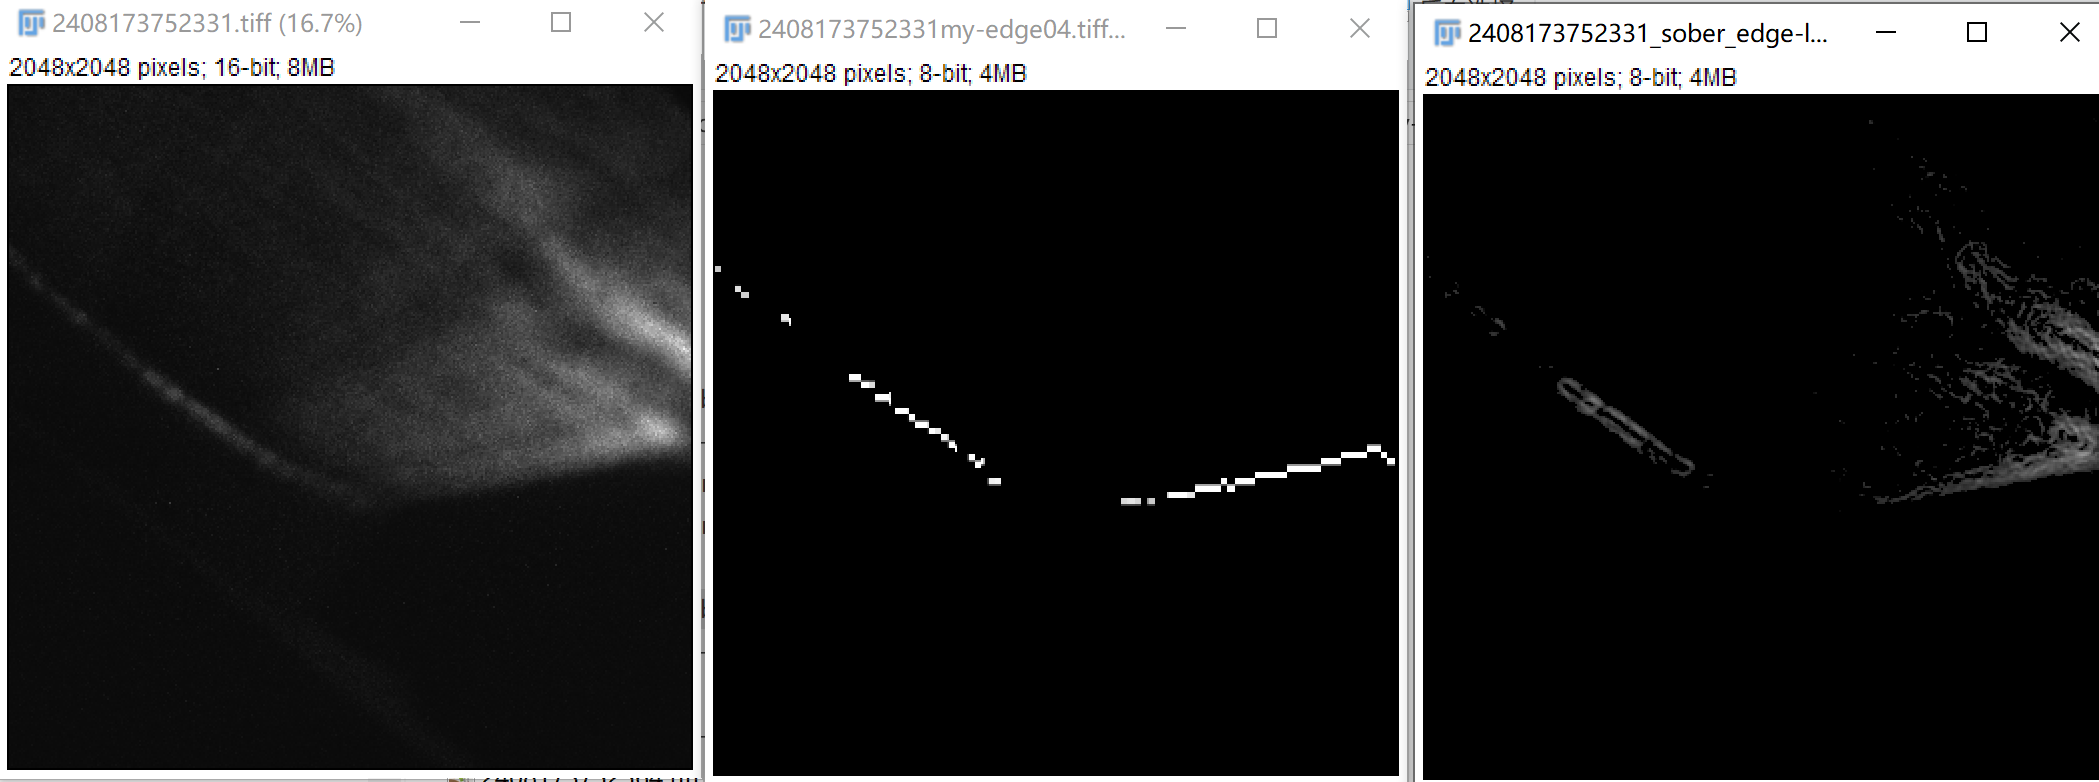 2408173752331.tiff (16.7%)
2048x2048 pixels; 16-bit; 8MB
2408173752331my-edge04.tiff...
2048x2048 pixels; 8-bit; 4MB
2408173752331_sober_edge-l...
2048x2048 pixels; 8-bit; 4MB